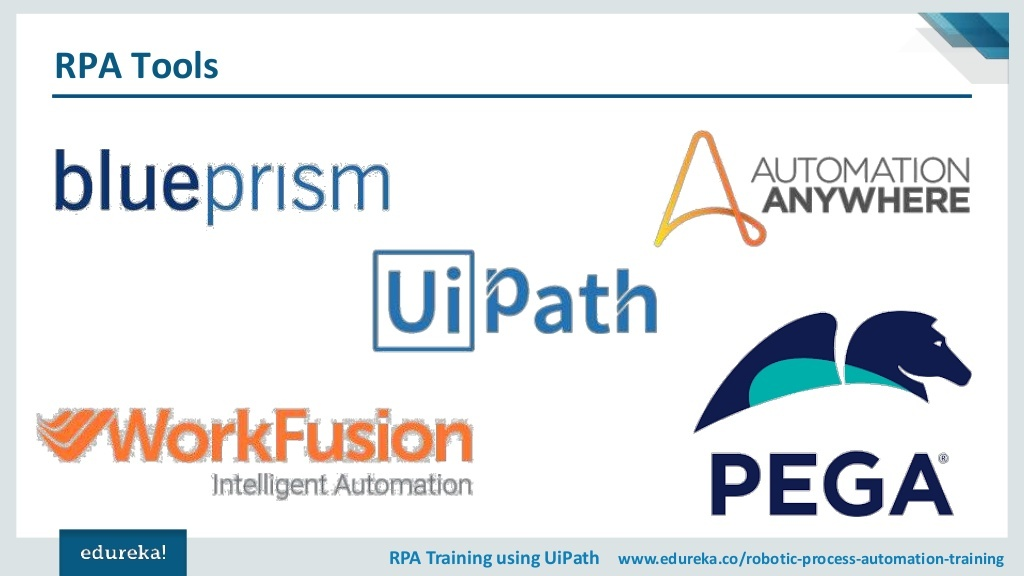 RPA Tools
blueprism
AUTOMATION
ANYWHERE
UiPath
WorkFusion
Intelligent Automation
PEGA®
edureka!
RPA Training using UiPath www.edureka.co/robotic-process-automation-training